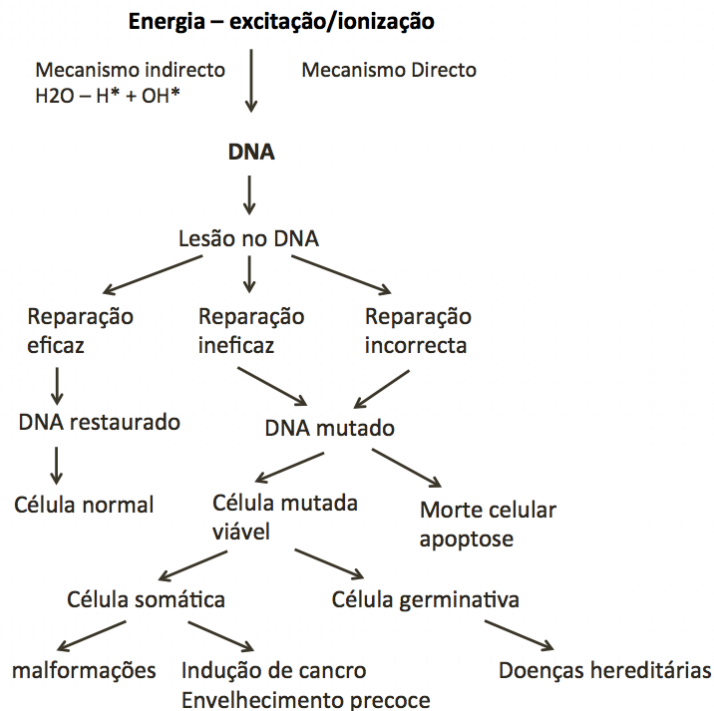 Energia – excitação/ionização
Mecanismo indirecto
H2O – H* + OH*
Mecanismo Directo
DNA
Lesão no DNA
Reparação
eficaz
Reparação
ineficaz
Reparação
incorrecta
DNA restaurado
DNA mutado
Célula normal
Célula mutada
viável
Morte celular
apoptose
Célula somática
Célula germinativa
malformações
Indução de cancro
Envelhecimento precoce
Doenças hereditárias